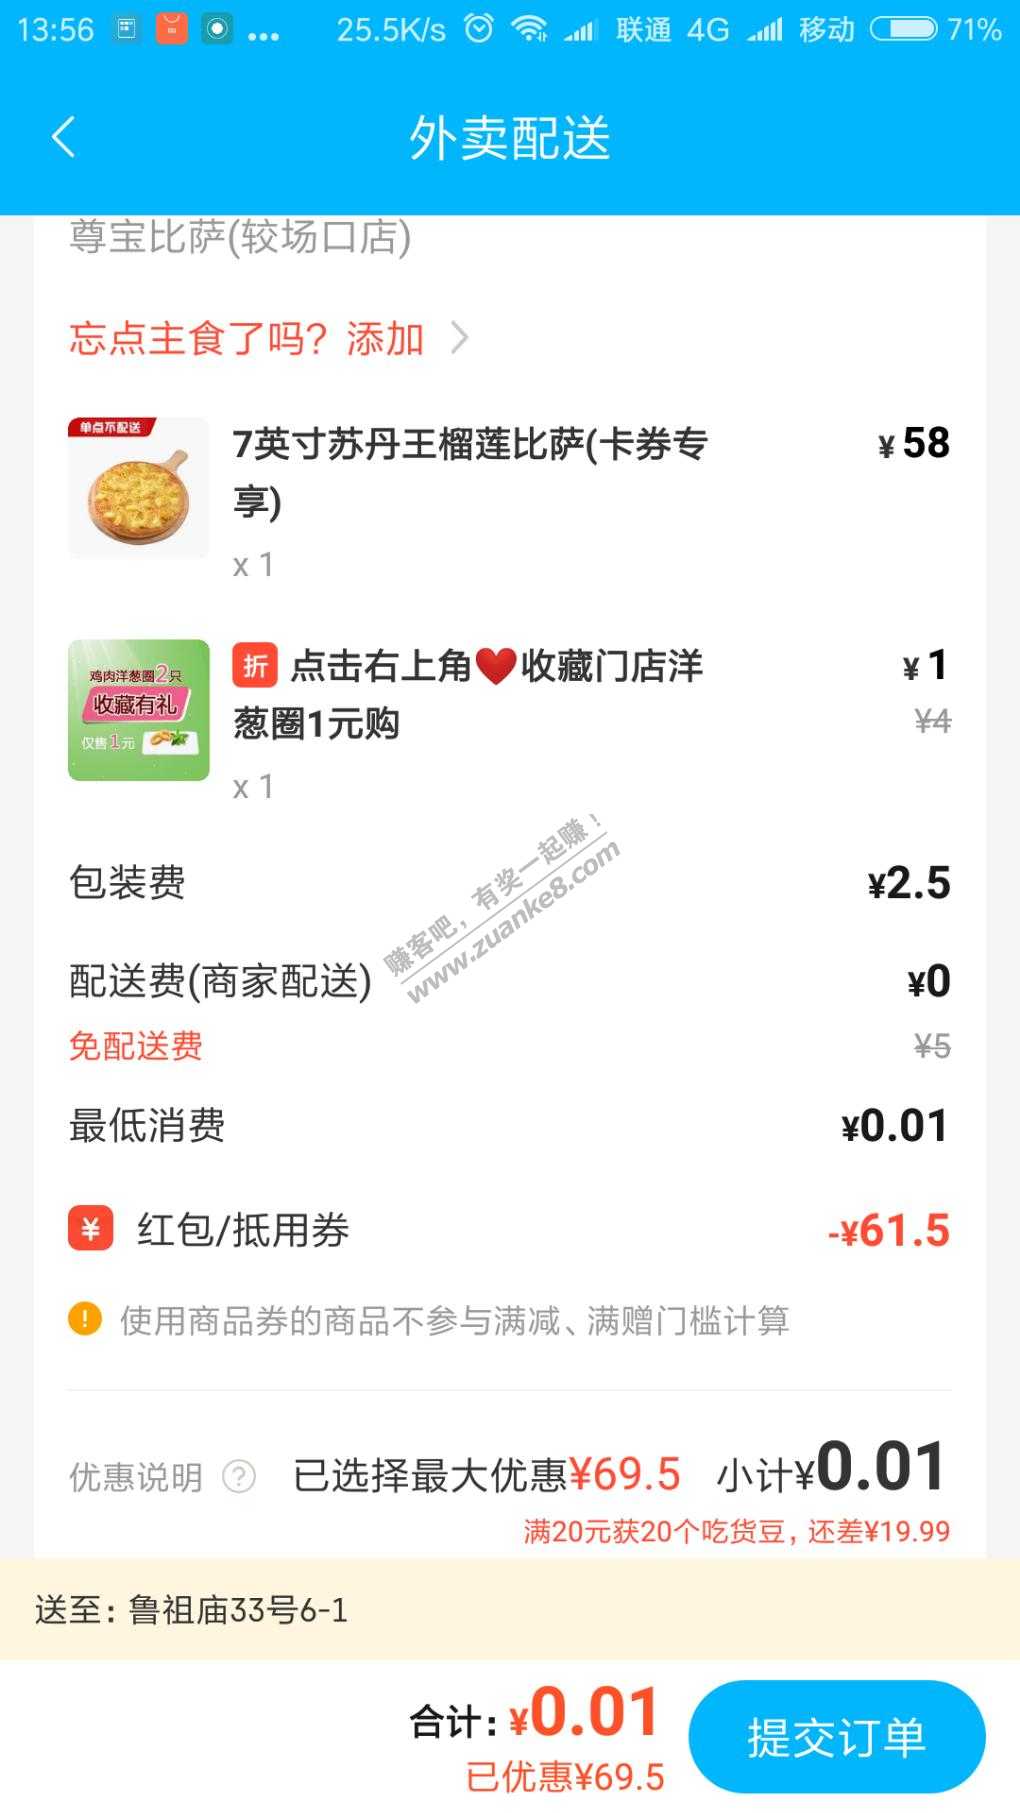 13:56 ... 25.5K/s 联通 4G 移动 71%
外卖配送
尊宝比萨(较场口店)
忘点主食了吗？添加
单点不配送
7英寸苏丹王榴莲比萨(卡券专享) ¥58
x 1
鸡肉洋葱圈2只
收藏有礼
仅售1元
折 点击右上角❤收藏门店洋葱圈1元购 ¥1
¥4
x 1
赚客吧，有奖一起赚！
www.zuanke8.com
包装费 ¥2.5
配送费(商家配送) ¥0
免配送费 ¥5
最低消费 ¥0.01
¥ 红包/抵用券 -¥61.5
! 使用商品券的商品不参与满减、满赠门槛计算
优惠说明 ? 已选择最大优惠¥69.5 小计¥0.01
满20元获20个吃货豆，还差¥19.99
送至：鲁祖庙33号6-1
合计：¥0.01
已优惠¥69.5
提交订单